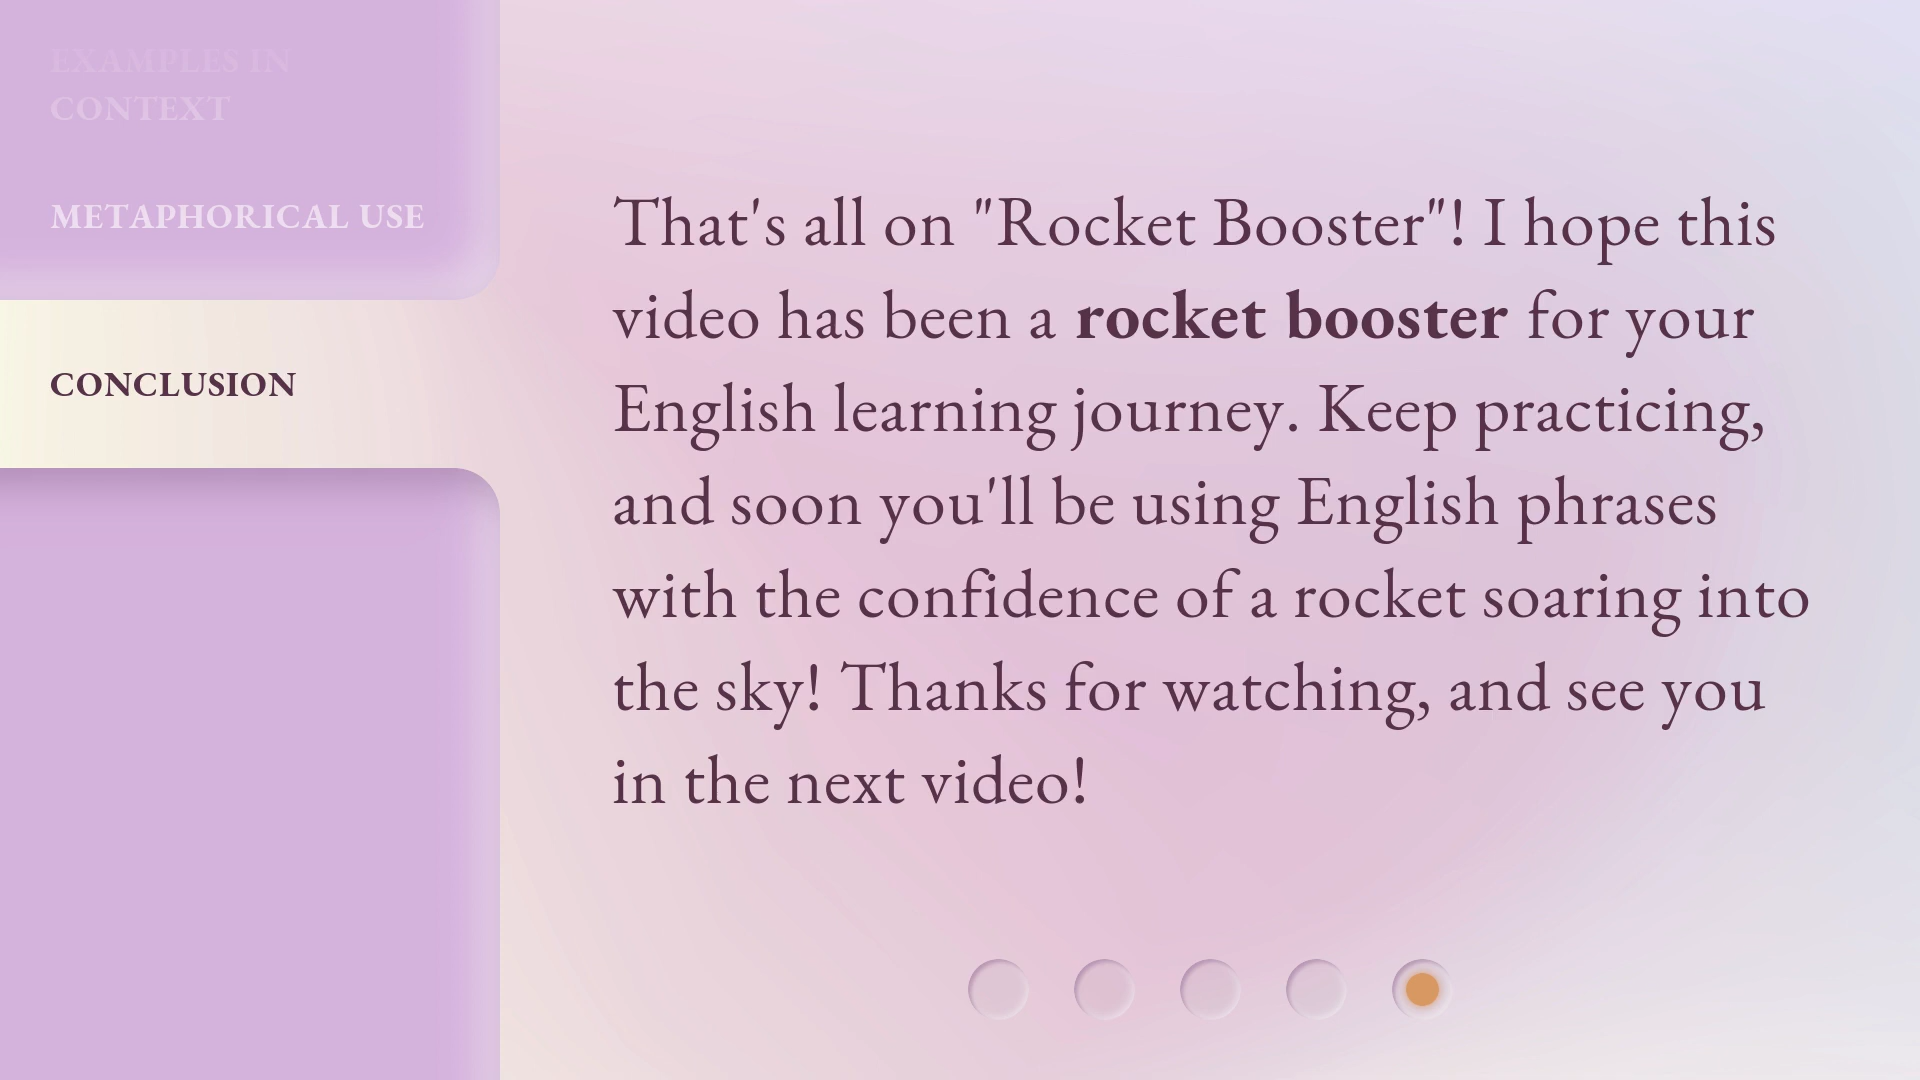 EXAMPLES IN
CONTEXT
METAPHORICAL USE
CONCLUSION
That's all on "Rocket Booster"! I hope this
video has been a rocket booster for your
English learning journey. Keep practicing,
and soon you'll be using English phrases
with the confidence of a rocket soaring into
the sky! Thanks for watching, and see you
in the next video!